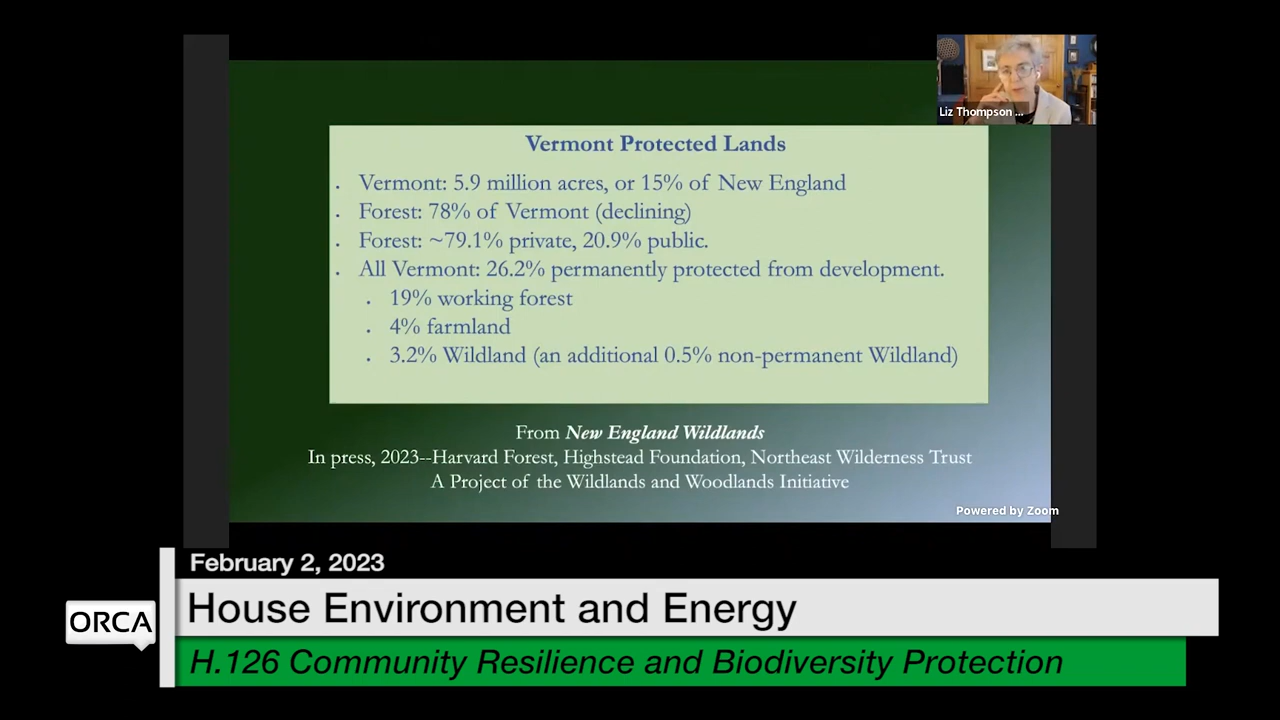 Liz Thompson ...
Vermont Protected Lands
Vermont: 5.9 million acres, or 15% of New England
Forest: 78% of Vermont (declining)
Forest: ~79.1% private, 20.9% public.
All Vermont: 26.2% permanently protected from development.
19% working forest
4% farmland
3.2% Wildland (an additional 0.5% non-permanent Wildland)
From New England Wildlands
In press, 2023--Harvard Forest, Highstead Foundation, Northeast Wilderness Trust
A Project of the Wildlands and Woodlands Initiative
Powered by Zoom
February 2, 2023
ORCA
House Environment and Energy
H.126 Community Resilience and Biodiversity Protection